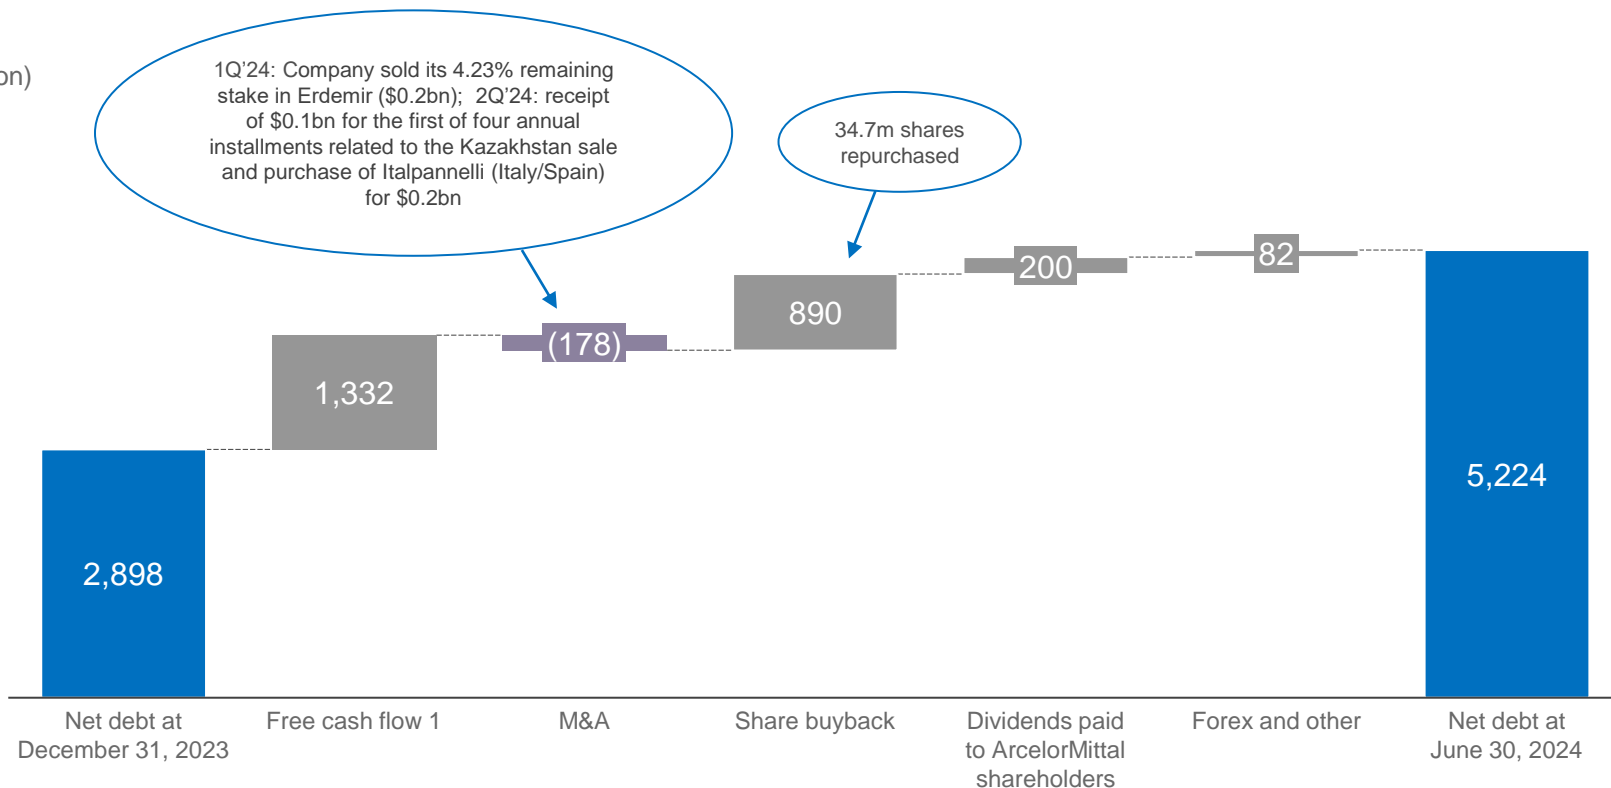 on)
1Q’24: Company sold its 4.23% remaining
stake in Erdemir ($0.2bn);  2Q’24: receipt
of $0.1bn for the first of four annual
installments related to the Kazakhstan sale
and purchase of Italpannelli (Italy/Spain)
for $0.2bn
34.7m shares
repurchased
2,898
1,332
(178)
890
200
82
5,224
Net debt at
December 31, 2023
Free cash flow 1
M&A
Share buyback
Dividends paid
to ArcelorMittal
shareholders
Forex and other
Net debt at
June 30, 2024